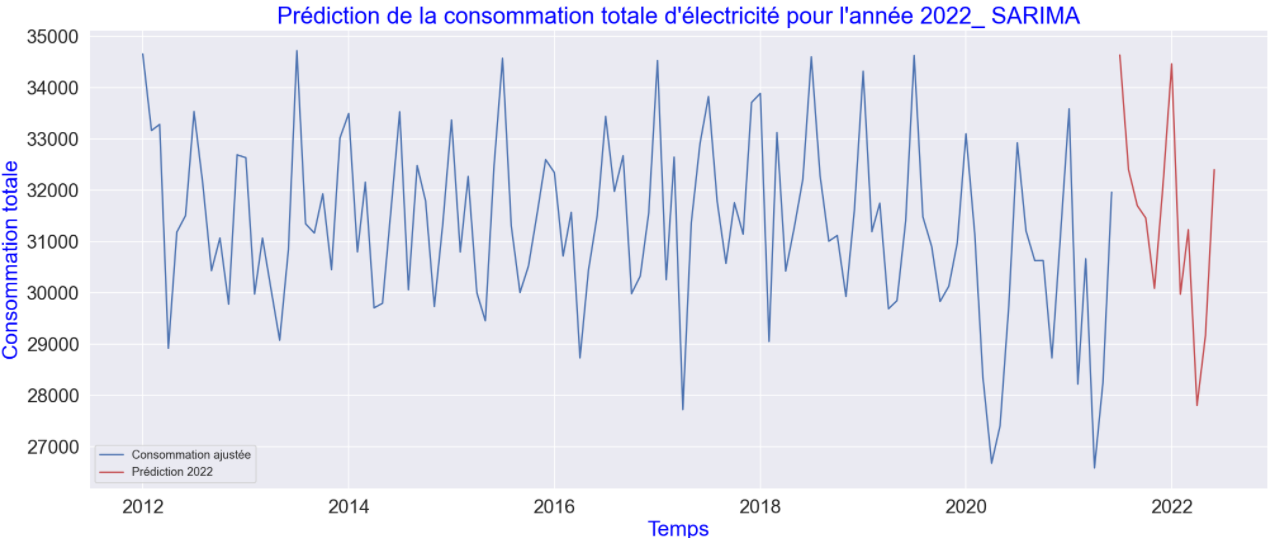 Prédiction de la consommation totale d'électricité pour l'année 2022_ SARIMA
Consommation totale
35000
34000
33000
32000
31000
30000
29000
28000
27000
Consommation ajustée
Prédiction 2022
2012 2014 2016 2018 2020 2022
Temps